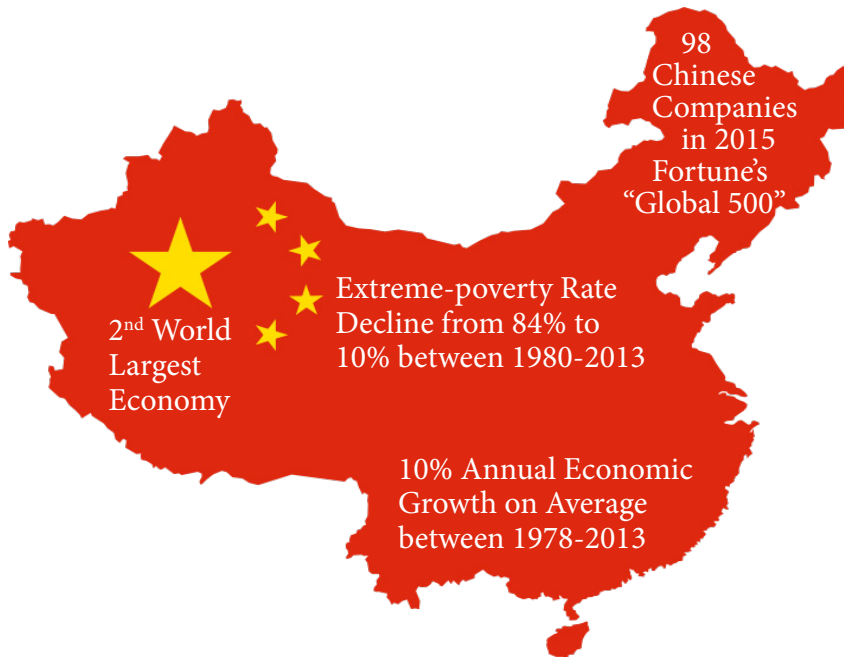 98
Chinese
Companies
in 2015
Fortune's
“Global 500”
Extreme-poverty Rate
Decline from 84% to
10% between 1980-2013
2nd World
Largest
Economy
10% Annual Economic
Growth on Average
between 1978-2013